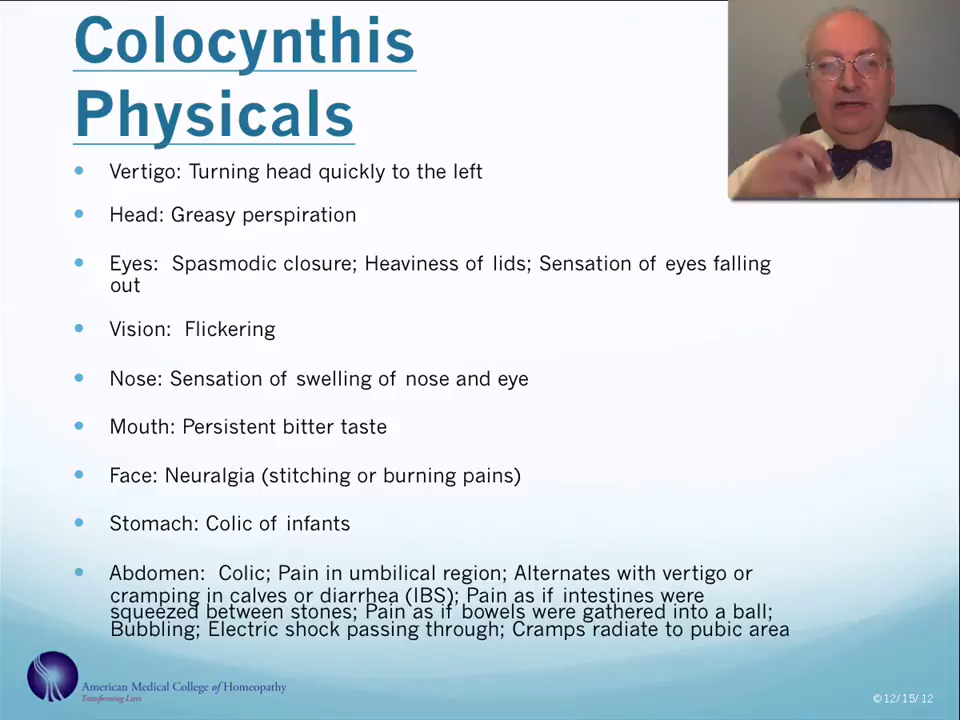 Colocynthis
Physicals
• Vertigo: Turning head quickly to the left
• Head: Greasy perspiration
• Eyes: Spasmodic closure; Heaviness of lids; Sensation of eyes falling
out
• Vision: Flickering
• Nose: Sensation of swelling of nose and eye
• Mouth: Persistent bitter taste
• Face: Neuralgia (stitching or burning pains)
• Stomach: Colic of infants
• Abdomen: Colic; Pain in umbilical region; Alternates with vertigo or
cramping in calves or diarrhea (IBS); Pain as if intestines were
squeezed between stones; Pain as if bowels were gathered into a ball;
Bubbling; Electric shock passing through; Cramps radiate to pubic area
American Medical College of Homeopathy
Transforming Lives
©12/15/12